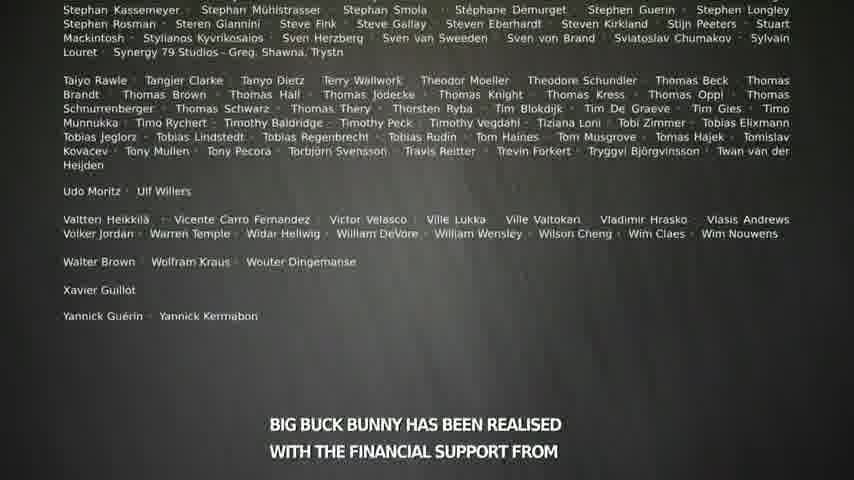 Stephan Kassemeyer · Stephan Mühlstrasser · Stephan Smola · Stéphane Demurget · Stephen Guerin · Stephen Longley
Stephen Rosman · Steren Giannini · Steve Fink · Steve Gallay · Steven Eberhardt · Steven Kirkland · Stijn Peeters · Stuart
Mackintosh · Stylianos Kyvrikosaios · Sven Herzberg · Sven van Sweeden · Sven von Brand · Sviatoslav Chumakov · Sylvain
Louret · Synergy 79 Studios - Greg, Shawna, Trystn
Taiyo Rawle · Tangier Clarke · Tanyo Dietz · Terry Wallwork · Theodor Moeller · Theodore Schundler · Thomas Beck · Thomas
Brandt · Thomas Brown · Thomas Hall · Thomas Jödecke · Thomas Knight · Thomas Kress · Thomas Oppl · Thomas
Schnurrenberger · Thomas Schwarz · Thomas Thery · Thorsten Ryba · Tim Blokdijk · Tim De Graeve · Tim Gies · Timo
Munnukka · Timo Rychert · Timothy Baldridge · Timothy Peck · Timothy Vegdahl · Tiziana Loni · Tobi Zimmer · Tobias Elixmann
Tobias Jeglorz · Tobias Lindstedt · Tobias Regenbrecht · Tobias Rudin · Tom Haines · Tom Musgrove · Tomas Hajek · Tomislav
Kovacev · Tony Mullen · Tony Pecora · Torbjörn Svensson · Travis Reitter · Trevin Forkert · Tryggvi Björgvinsson · Twan van der
Heijden
Udo Moritz · Ulf Willers
Valtteri Heikkilä · Vicente Carro Fernandez · Victor Velasco · Ville Lukka · Ville Valtokari · Vladimir Hrasko · Vlasis Andrews
Volker Jordan · Warren Temple · Widar Hellwig · William DeVore · William Wensley · Wilson Cheng · Wim Claes · Wim Nouwens
Walter Brown · Wolfram Kraus · Wouter Dingemanse
Xavier Guillot
Yannick Guérin · Yannick Kermabon
BIG BUCK BUNNY HAS BEEN REALISED
WITH THE FINANCIAL SUPPORT FROM